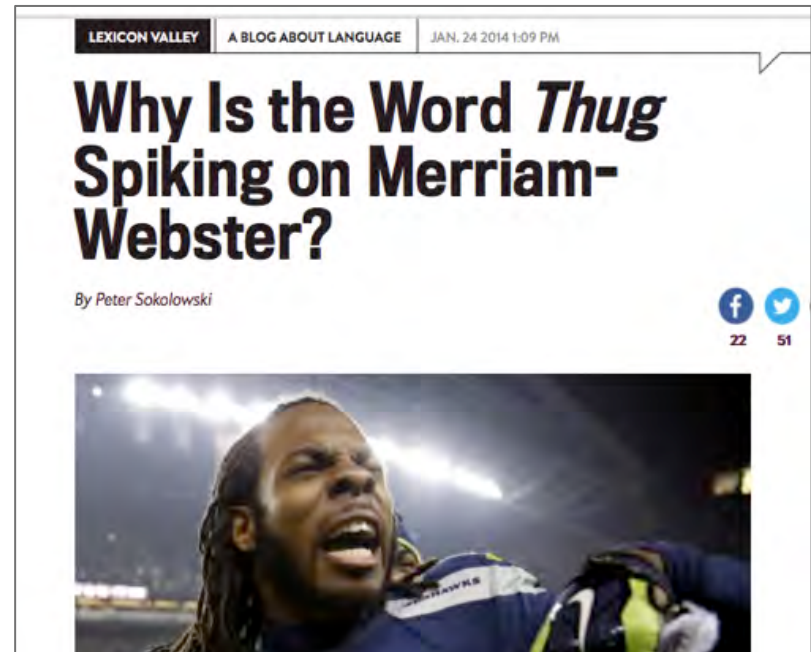 LEXICON VALLEY A BLOG ABOUT LANGUAGE JAN. 24 2014 1:09 PM
Why Is the Word Thug
Spiking on Merriam-
Webster?
By Peter Sokolowski
22 51